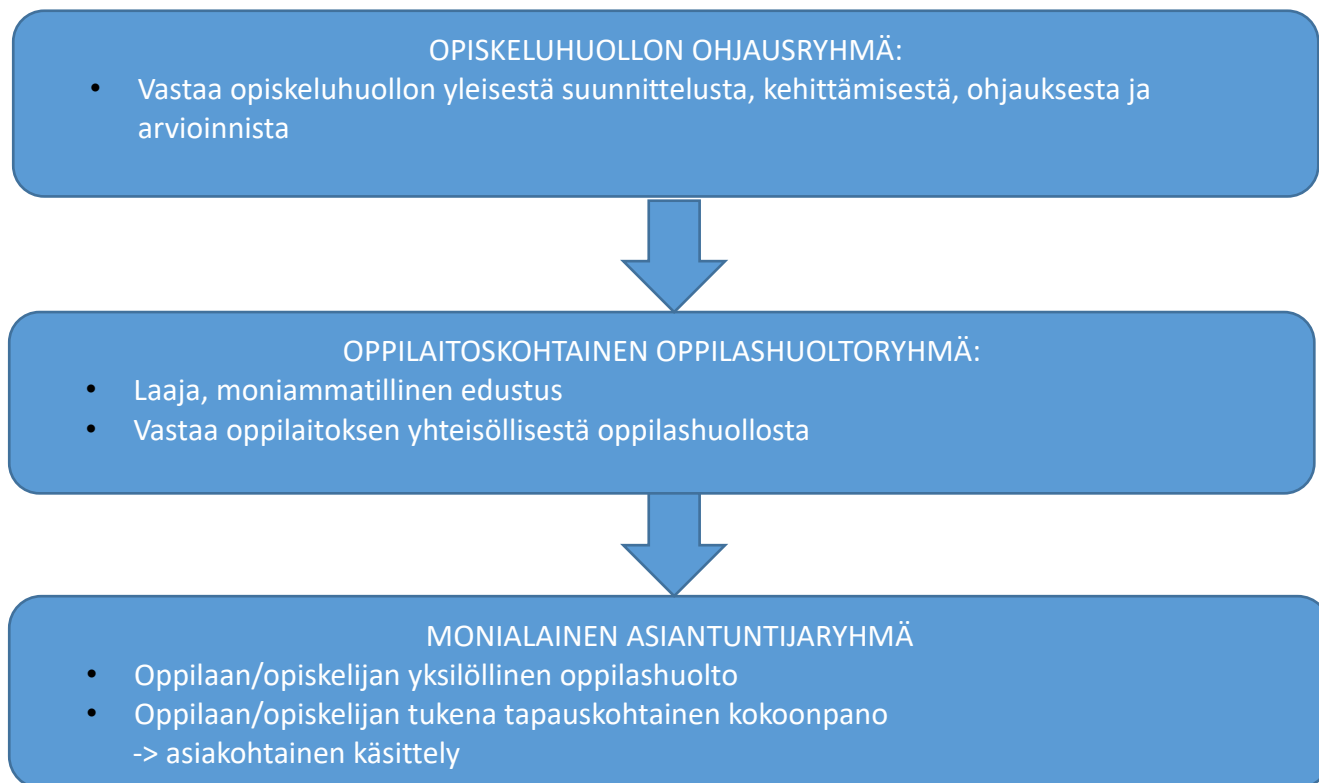 OPISKELUHUOLLON OHJAUSRYHMÄ:
• Vastaa opiskeluhuollon yleisestä suunnittelusta, kehittämisestä, ohjauksesta ja
arvioinnista
OPPILAITOSKOHTAINEN OPPILASHUOLTORYHMÄ:
• Laaja, moniammatillinen edustus
• Vastaa oppilaitoksen yhteisöllisestä oppilashuollosta
MONIALAINEN ASIANTUNTIJARYHMÄ
• Oppilaan/opiskelijan yksilöllinen oppilashuolto
• Oppilaan/opiskelijan tukena tapauskohtainen kokoonpano
-> asiakohtainen käsittely